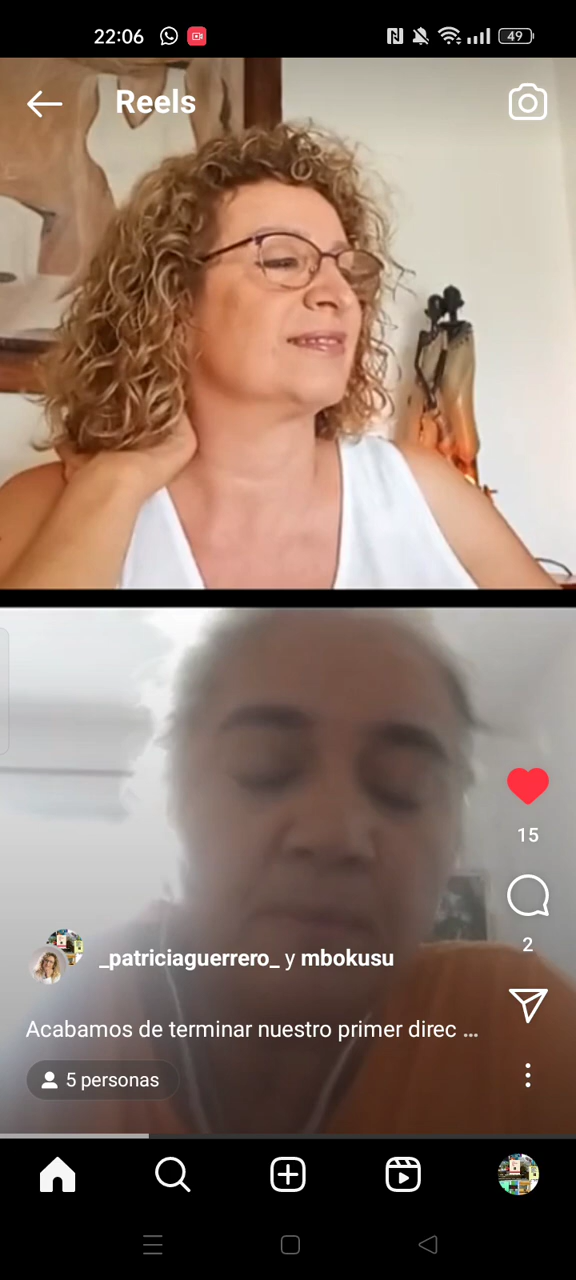 22:06
49
Reels
15
2
_patriciaguerrero_ y mbokusu
Acabamos de terminar nuestro primer direc ...
5 personas